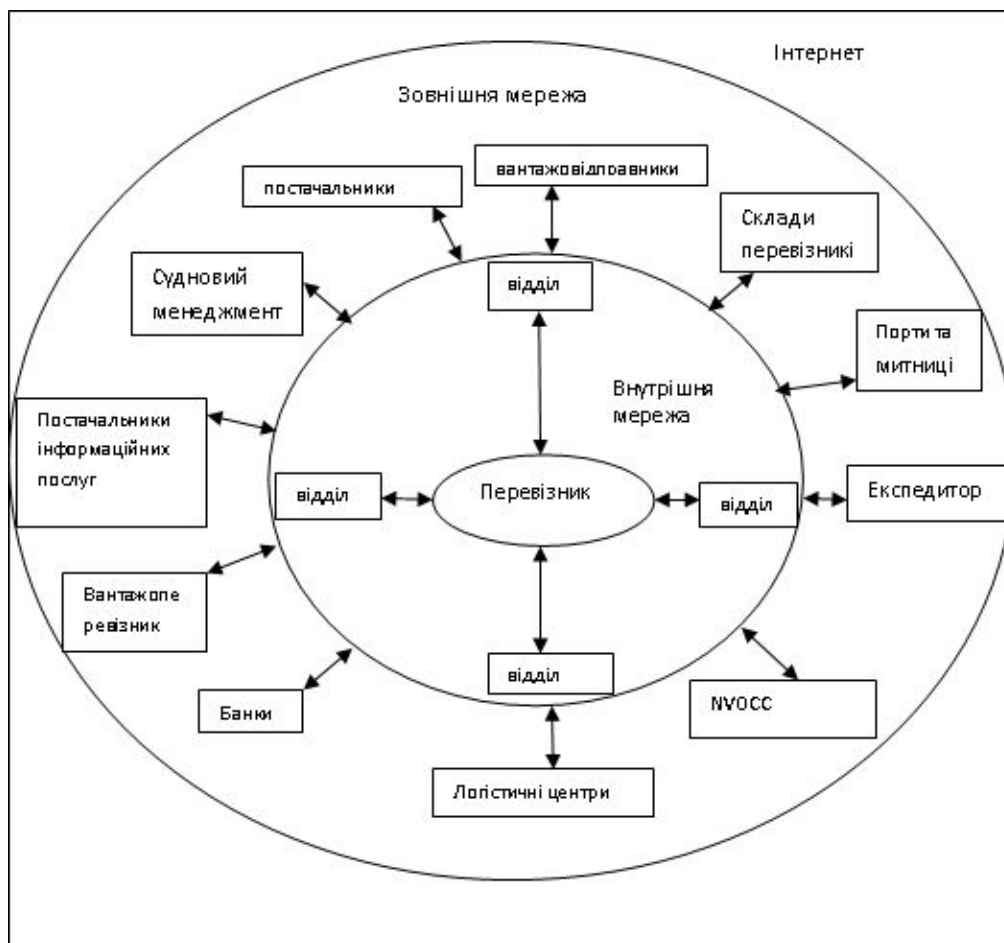 Інтернет
Зовнішня мережа
вантажовідправники
постачальники
Склади
перевізникі
Судновий
менеджмент
відділ
Порти та
митниці
Внутрішня
мережа
Постачальники
інформаційних
послуг
відділ
Перевізник
відділ
Експедитор
Вантажопе
ревізник
відділ
Банки
NVOCC
Логістичні центри